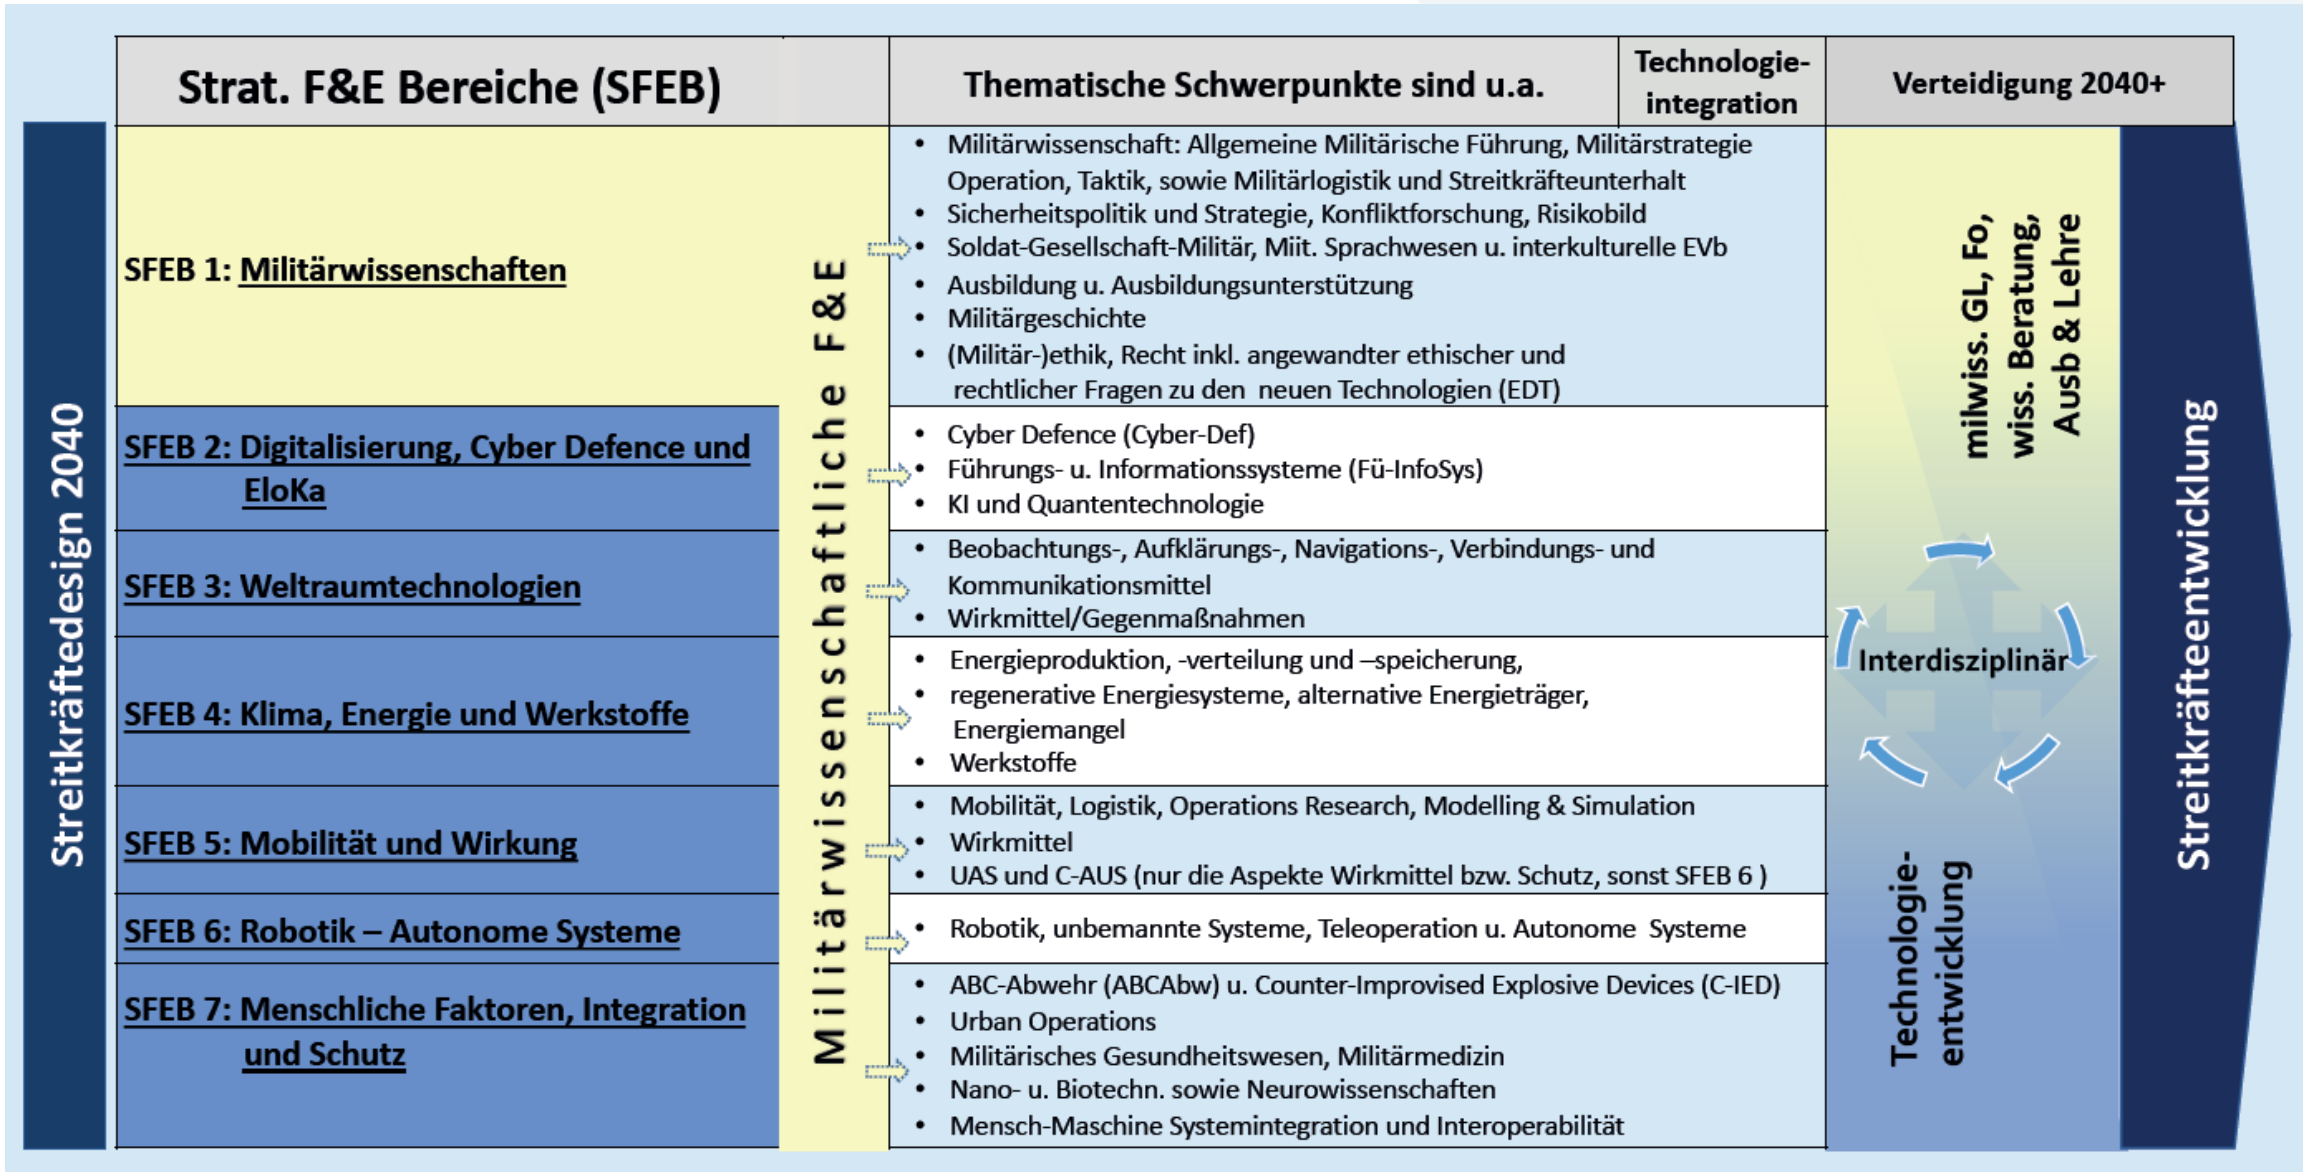 Strat. F&E Bereiche (SFEB)
Thematische Schwerpunkte sind u.a.
Technologie-
integration
Verteidigung 2040+
Streitkräftedesign 2040
SFEB 1: Militärwissenschaften
SFEB 2: Digitalisierung, Cyber Defence und
EloKa
SFEB 3: Weltraumtechnologien
SFEB 4: Klima, Energie und Werkstoffe
SFEB 5: Mobilität und Wirkung
SFEB 6: Robotik – Autonome Systeme
SFEB 7: Menschliche Faktoren, Integration
und Schutz
Militärwissenschaftliche F&E
• Militärwissenschaft: Allgemeine Militärische Führung, Militärstrategie
Operation, Taktik, sowie Militärlogistik und Streitkräfteunterhalt
• Sicherheitspolitik und Strategie, Konfliktforschung, Risikobild
• Soldat-Gesellschaft-Militär, Miit. Sprachwesen u. interkulturelle EVb
• Ausbildung u. Ausbildungsunterstützung
• Militärgeschichte
• (Militär-)ethik, Recht inkl. angewandter ethischer und
rechtlicher Fragen zu den neuen Technologien (EDT)
• Cyber Defence (Cyber-Def)
• Führungs- u. Informationssysteme (Fü-InfoSys)
• KI und Quantentechnologie
• Beobachtungs-, Aufklärungs-, Navigations-, Verbindungs- und
Kommunikationsmittel
• Wirkmittel/Gegenmaßnahmen
• Energieproduktion, -verteilung und –speicherung,
• regenerative Energiesysteme, alternative Energieträger,
Energiemangel
• Werkstoffe
• Mobilität, Logistik, Operations Research, Modelling & Simulation
• Wirkmittel
• UAS und C-AUS (nur die Aspekte Wirkmittel bzw. Schutz, sonst SFEB 6 )
• Robotik, unbemannte Systeme, Teleoperation u. Autonome Systeme
• ABC-Abwehr (ABCAbw) u. Counter-Improvised Explosive Devices (C-IED)
• Urban Operations
• Militärisches Gesundheitswesen, Militärmedizin
• Nano- u. Biotechn. sowie Neurowissenschaften
• Mensch-Maschine Systemintegration und Interoperabilität
milwiss. GL, Fo,
wiss. Beratung,
Ausb & Lehre
Interdisziplinär
Technologie-
entwicklung
Streitkräfteentwicklung